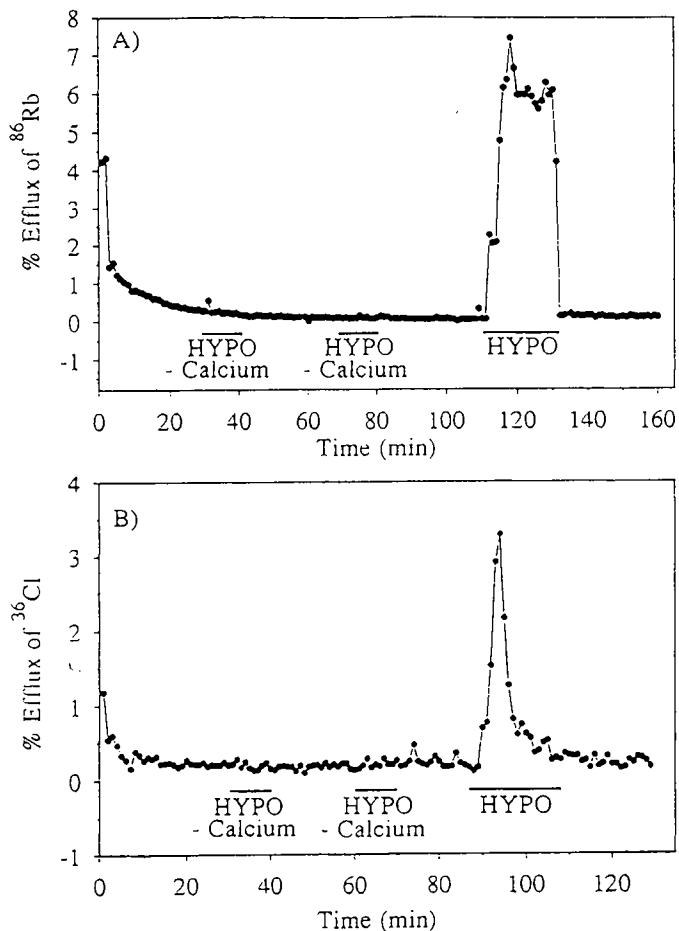 A)
% Efflux of ⁸⁶Rb
8
7
6
5
4
3
2
1
0
-1
HYPO
- Calcium
HYPO
- Calcium
HYPO
0 20 40 60 80 100 120 140 160
Time (min)
B)
% Efflux of ³⁶Cl
4
3
2
1
0
-1
HYPO
- Calcium
HYPO
- Calcium
HYPO
0 20 40 60 80 100 120
Time (min)